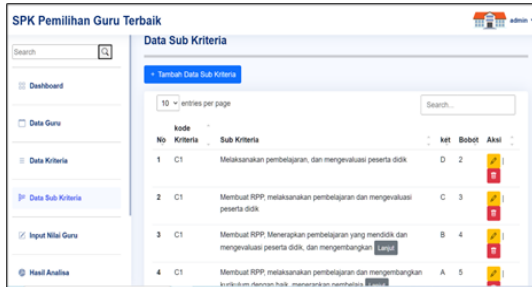 SPK Pemilihan Guru Terbaik
admin
Search
Data Sub Kriteria
+ Tambah Data Sub Kriteria
Dashboard
10 entries per page
Search...
Data Guru
No kode Kriteria Sub Kriteria ket Bobot Aksi
Data Kriteria
1 C1 Melaksanakan pembelajaran, dan mengevaluasi peserta didik D 2
Data Sub Kriteria
2 C1 Membuat RPP, melaksanakan pembelajaran dan mengevaluasi C 3
peserta didik
Input Nilai Guru
3 C1 Membuat RPP, Menerapkan pembelajaran yang mendidik dan B 4
mengevaluasi peserta didik, dan mengembangkan Lanjut
Hasil Analisa
4 C1 Membuat RPP, melaksanakan pembelajaran dan mengembangkan A 5
kurikulum dengan baik, menerapkan